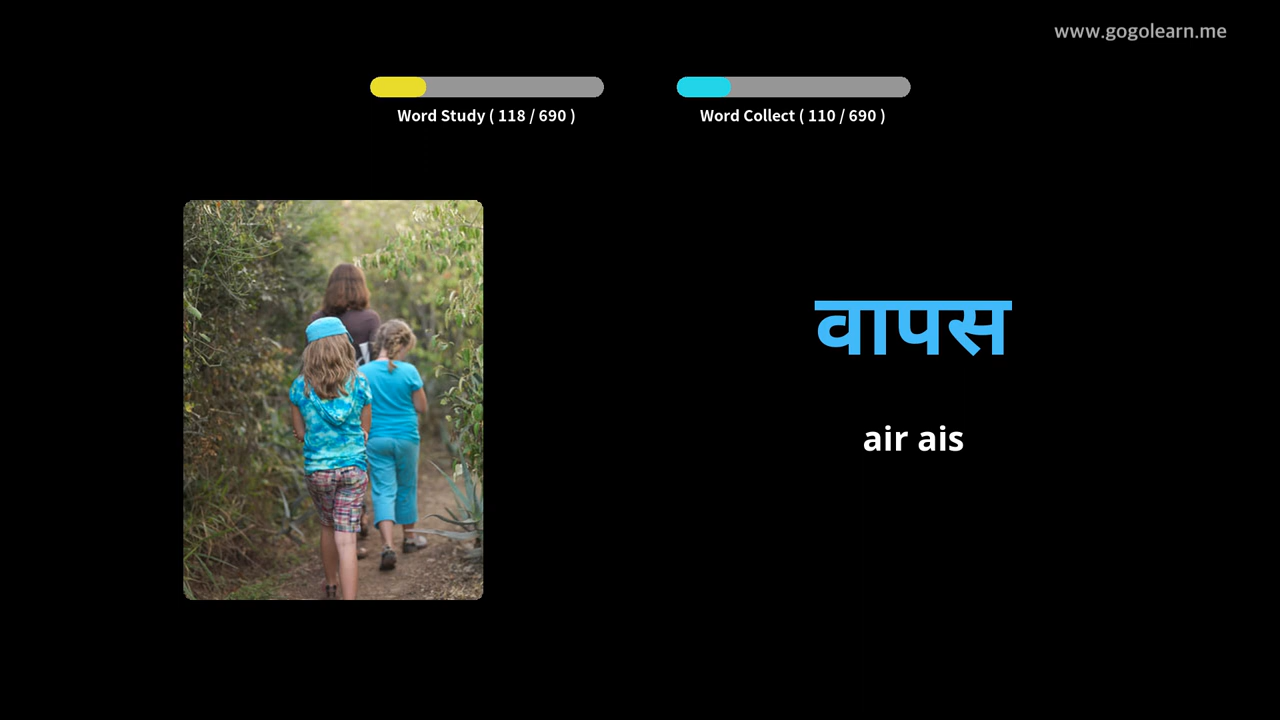 www.gogolearn.me
Word Study ( 118 / 690 )
Word Collect ( 110 / 690 )
वापस
air ais